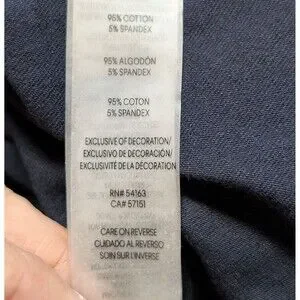 95% COTTON
5% SPANDEX
95% ALGODÓN
5% SPANDEX
95% COTON
5% SPANDEX
EXCLUSIVE OF DECORATION/
EXCLUSIVO DE DECORACIÓN/
EXCLUSIVITÉ DE LA DÉCORATION
RN# 54163
CA# 57151
CARE ON REVERSE
CUIDADO AL REVERSO
SOIN SUR L'INVERSE